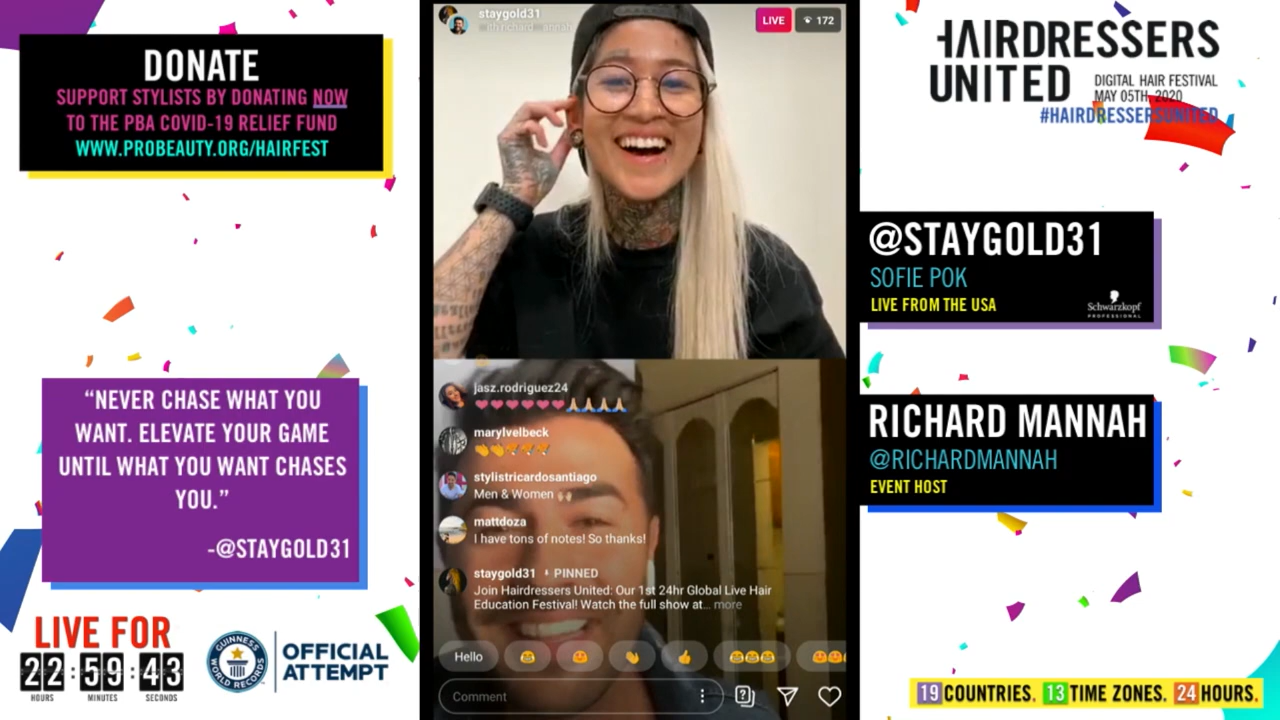 DONATE
SUPPORT STYLISTS BY DONATING NOW
TO THE PBA COVID-19 RELIEF FUND
WWW.PROBEAUTY.ORG/HAIRFEST
"NEVER CHASE WHAT YOU
WANT. ELEVATE YOUR GAME
UNTIL WHAT YOU WANT CHASES
YOU."
-@STAYGOLD31
LIVE FOR
22:59:43
HOURS MINUTES SECONDS
GUINNESS
WORLD RECORDS
OFFICIAL
ATTEMPT
staygold31
LIVE
172
jasz.rodriguez24
marylvelbeck
stylistricardosantiago
Men & Women
mattdoza
I have tons of notes! So thanks!
staygold31 PINNED
Join Hairdressers United: Our 1st 24hr Global Live Hair
Education Festival! Watch the full show at... more
Hello
Comment
HAIRDRESSERS
UNITED
DIGITAL HAIR FESTIVAL
MAY 05TH, 2020
#HAIRDRESSERSUNITED
@STAYGOLD31
SOFIE POK
LIVE FROM THE USA
Schwarzkopf
PROFESSIONAL
RICHARD MANNAH
@RICHARDMANNAH
EVENT HOST
19 COUNTRIES. 13 TIME ZONES. 24 HOURS.